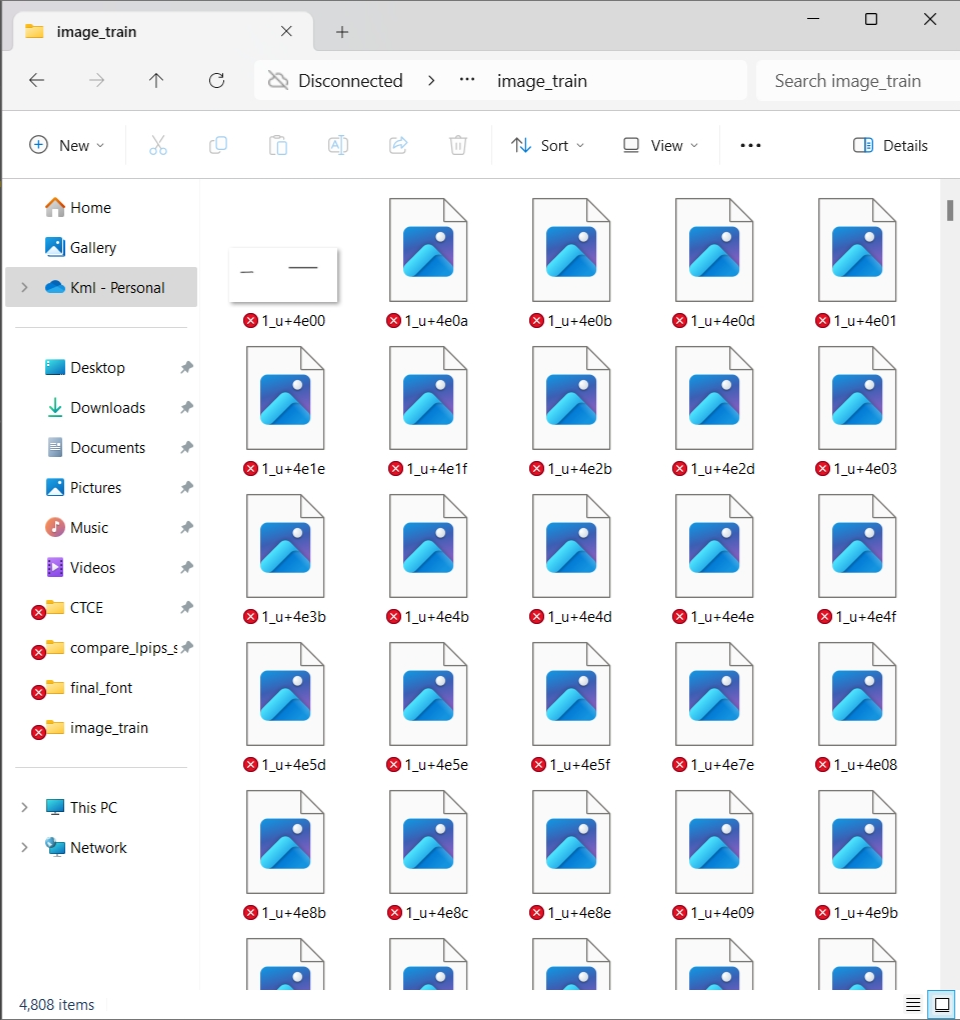 image_train
Disconnected > ... image_train
Search image_train
New
Sort
View
...
Details
Home
Gallery
Kml - Personal
Desktop
Downloads
Documents
Pictures
Music
Videos
CTCE
compare_lpips_s
final_font
image_train
This PC
Network
1_u+4e00 1_u+4e0a 1_u+4e0b 1_u+4e0d 1_u+4e01
1_u+4e1e 1_u+4e1f 1_u+4e2b 1_u+4e2d 1_u+4e03
1_u+4e3b 1_u+4e4b 1_u+4e4d 1_u+4e4e 1_u+4e4f
1_u+4e5d 1_u+4e5e 1_u+4e5f 1_u+4e7e 1_u+4e08
1_u+4e8b 1_u+4e8c 1_u+4e8e 1_u+4e09 1_u+4e9b
4,808 items